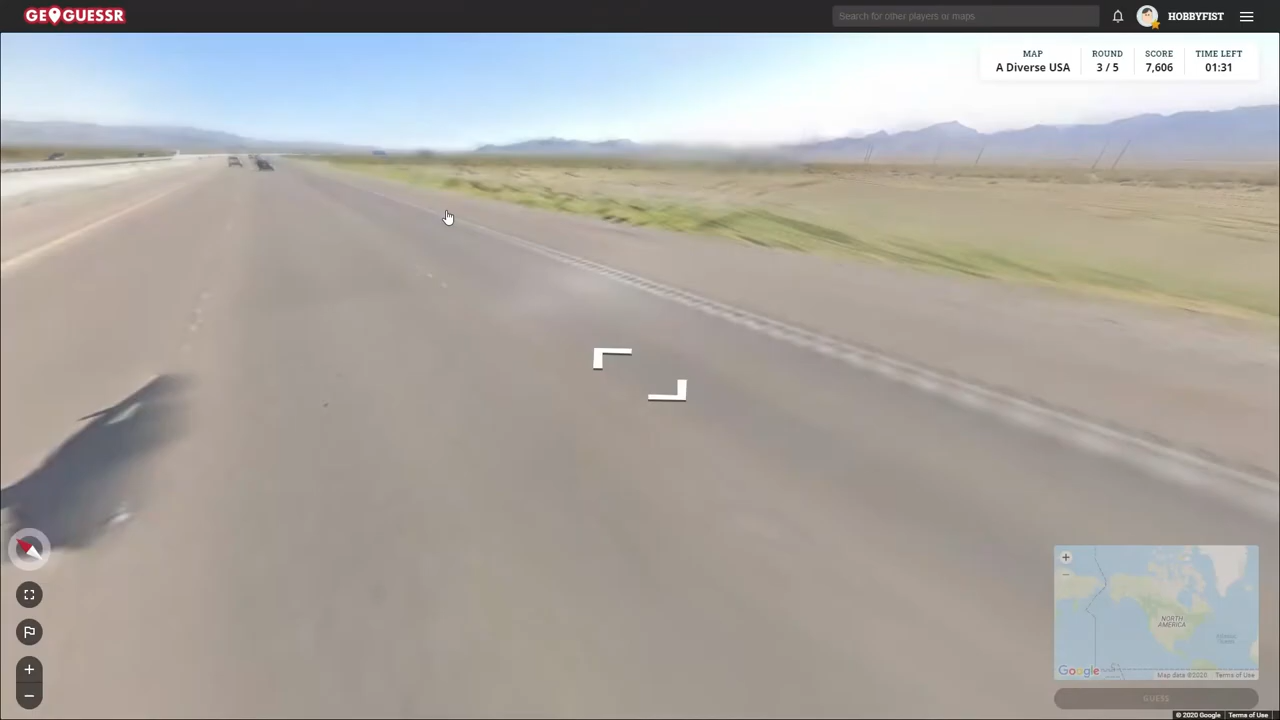 GEOGUESSR
Search for other players or maps
HOBBYFIST
MAP
A Diverse USA
ROUND
3 / 5
SCORE
7,606
TIME LEFT
01:31
NORTH
AMERICA
Google
Map data ©2020
Terms of Use
GUESS
© 2020 Google
Terms of Use